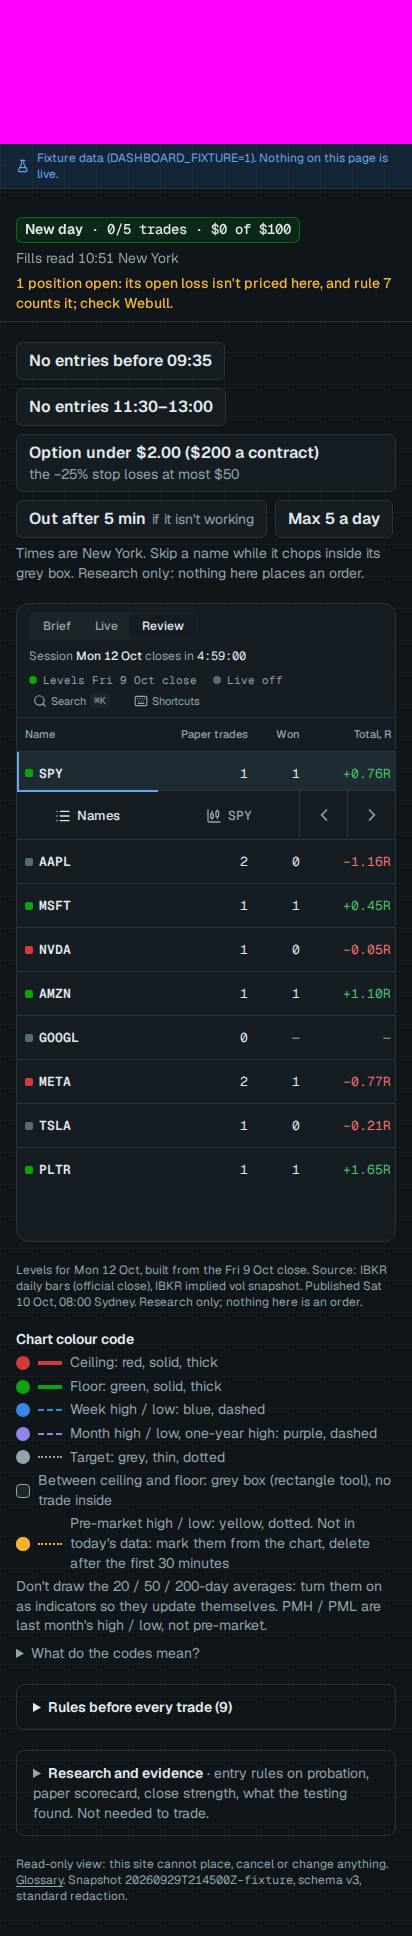 Fixture data (DASHBOARD_FIXTURE=1). Nothing on this page is
live.
New day · 0/5 trades · $0 of $100
Fills read 10:51 New York
1 position open: its open loss isn't priced here, and rule 7
counts it; check Webull.
No entries before 09:35
No entries 11:30–13:00
Option under $2.00 ($200 a contract)
the −25% stop loses at most $50
Out after 5 min if it isn't working
Max 5 a day
Times are New York. Skip a name while it chops inside its
grey box. Research only: nothing here places an order.
Brief Live Review
Session Mon 12 Oct closes in 4:59:00
Levels Fri 9 Oct close Live off
Search ⌘K Shortcuts
Name Paper trades Won Total, R
SPY 1 1 +0.76R
Names SPY
AAPL 2 0 −1.16R
MSFT 1 1 +0.45R
NVDA 1 0 −0.05R
AMZN 1 1 +1.10R
GOOGL 0 — —
META 2 1 −0.77R
TSLA 1 0 −0.21R
PLTR 1 1 +1.65R
Levels for Mon 12 Oct, built from the Fri 9 Oct close. Source: IBKR
daily bars (official close), IBKR implied vol snapshot. Published Sat
10 Oct, 08:00 Sydney. Research only; nothing here is an order.
Chart colour code
Ceiling: red, solid, thick
Floor: green, solid, thick
Week high / low: blue, dashed
Month high / low, one-year high: purple, dashed
Target: grey, thin, dotted
Between ceiling and floor: grey box (rectangle tool), no
trade inside
Pre-market high / low: yellow, dotted. Not in
today's data: mark them from the chart, delete
after the first 30 minutes
Don't draw the 20 / 50 / 200-day averages: turn them on
as indicators so they update themselves. PMH / PML are
last month's high / low, not pre-market.
What do the codes mean?
Rules before every trade (9)
Research and evidence · entry rules on probation,
paper scorecard, close strength, what the testing
found. Not needed to trade.
Read-only view: this site cannot place, cancel or change anything.
Glossary. Snapshot 20260929T214500Z-fixture, schema v3,
standard redaction.